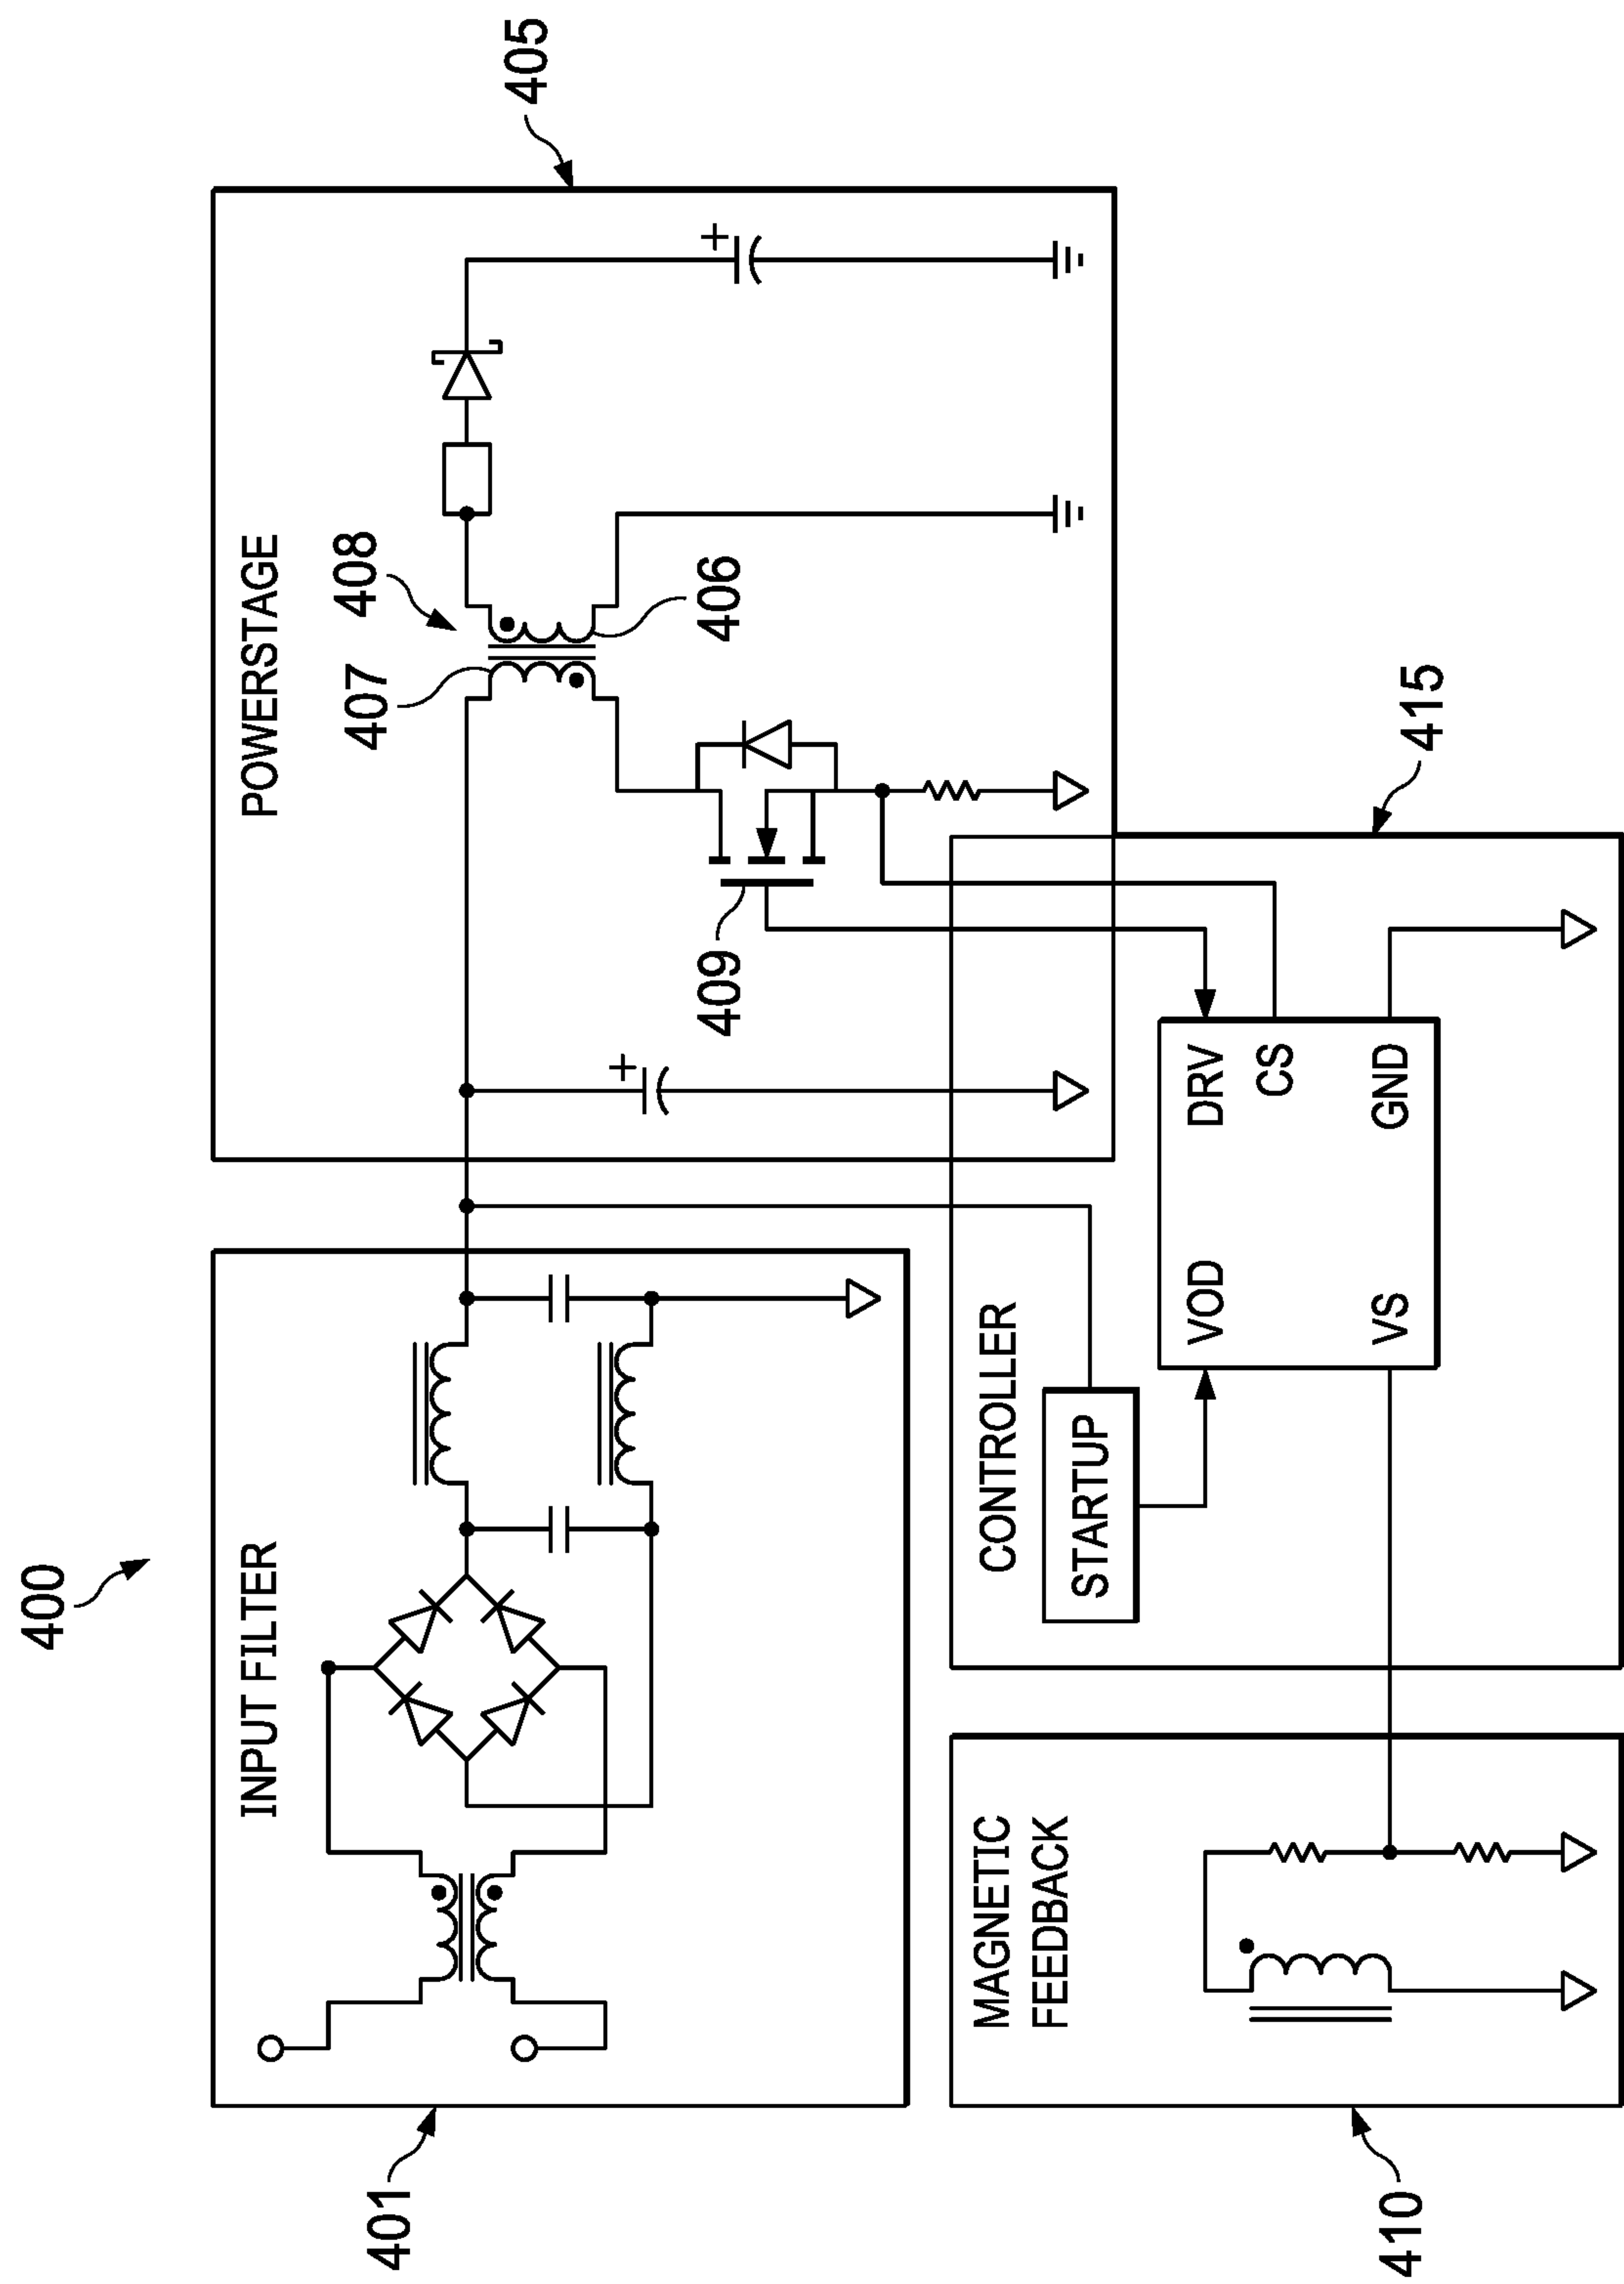 400
INPUT FILTER
401
POWERSTAGE
405
408
407
406
409
+
+
CONTROLLER
415
STARTUP
VOD
DRV
CS
VS
GND
MAGNETIC
FEEDBACK
410